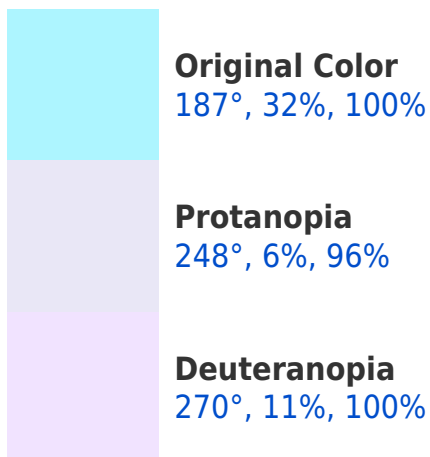 Original Color
187°, 32%, 100%
Protanopia
248°, 6%, 96%
Deuteranopia
270°, 11%, 100%